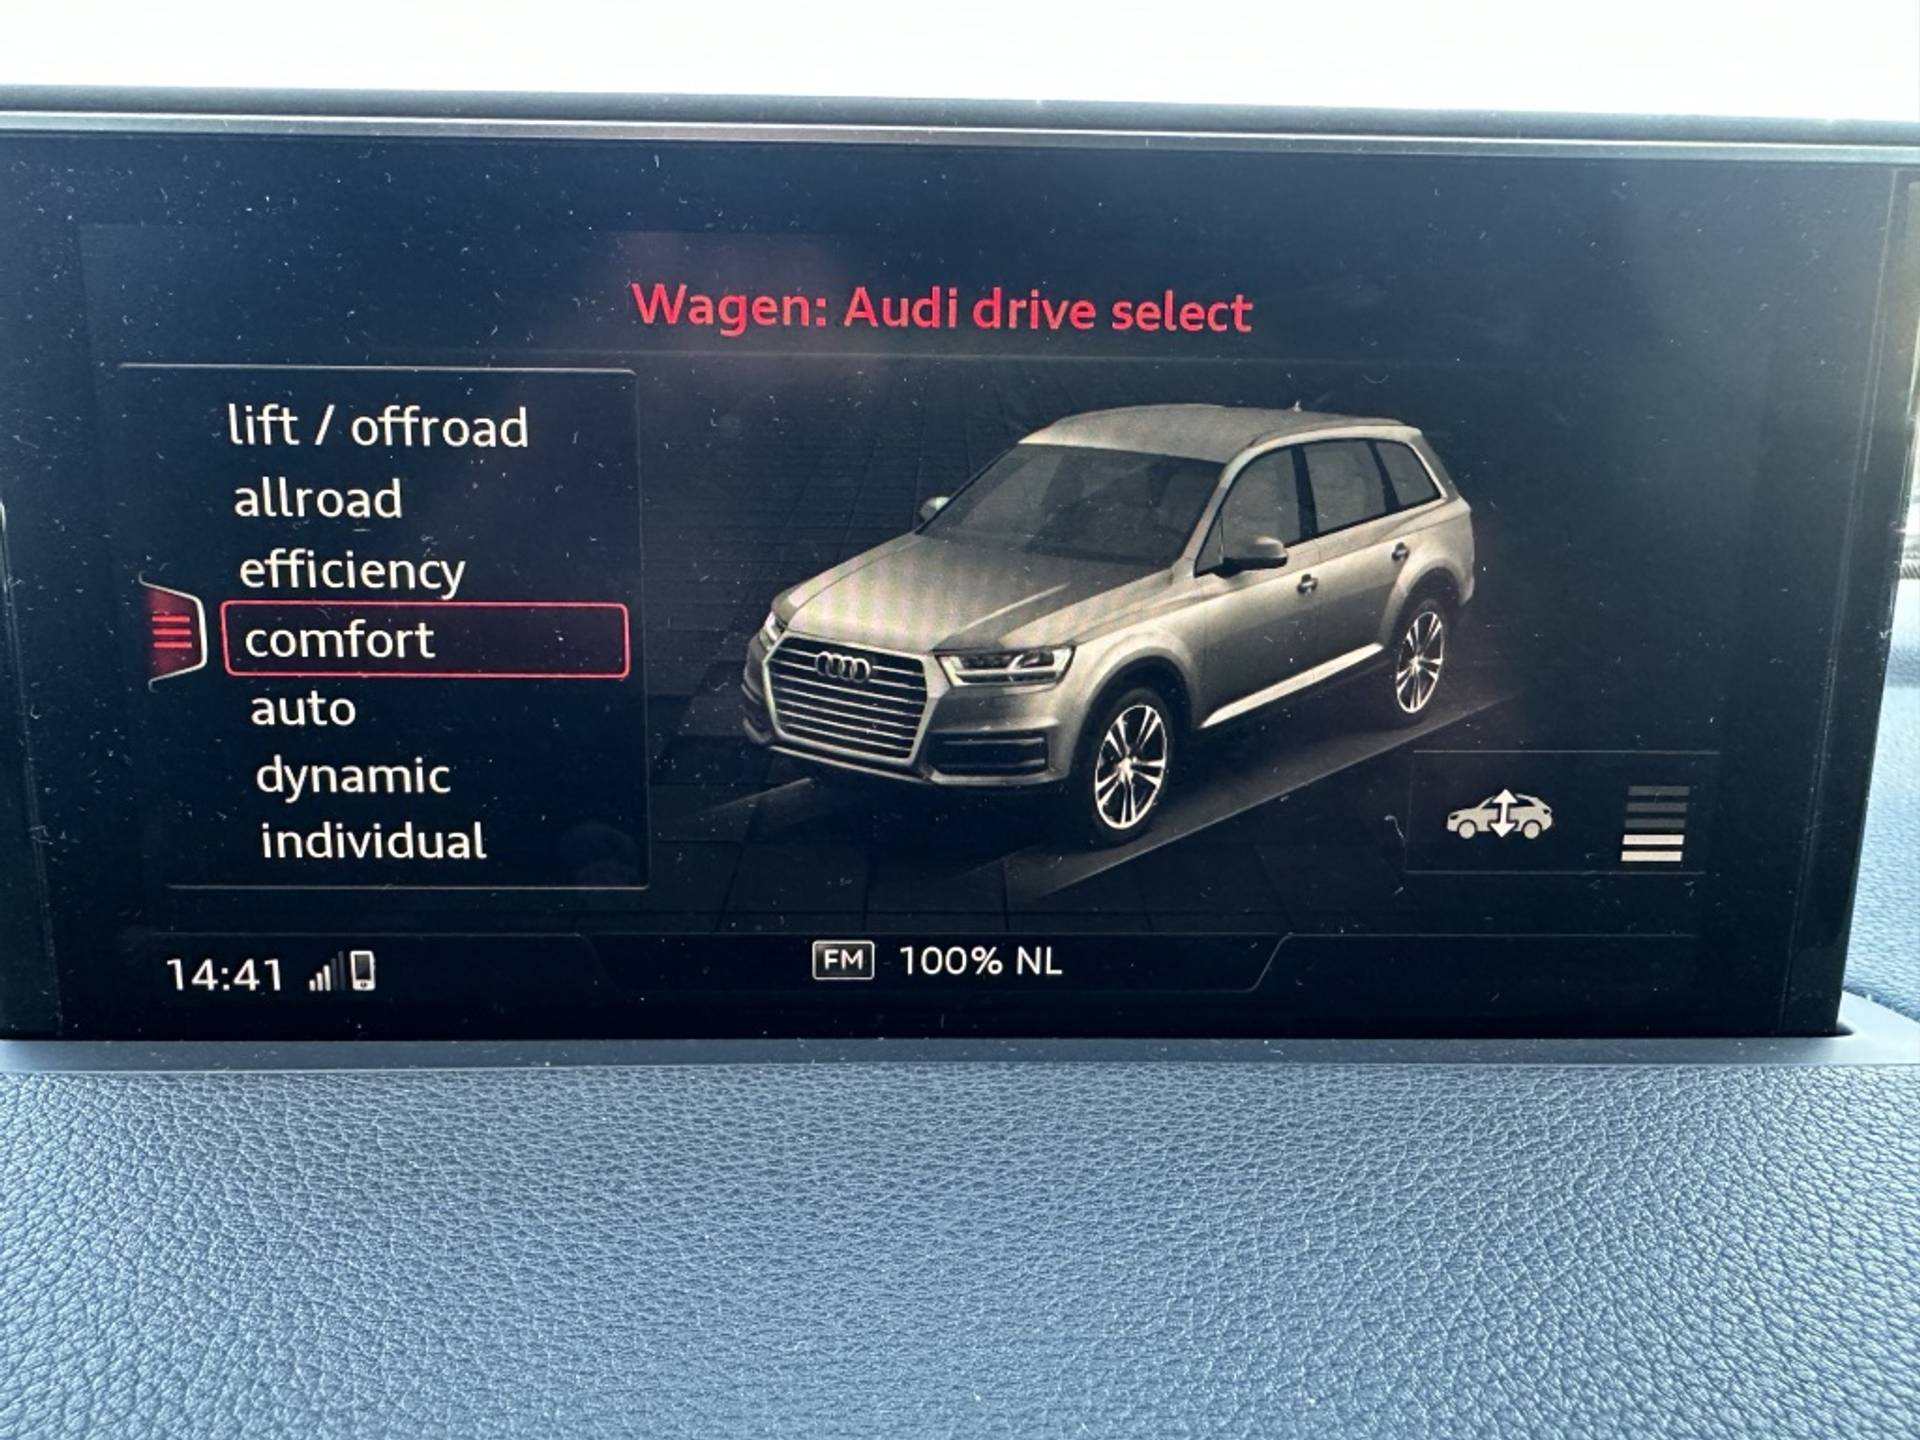 Wagen: Audi drive select
lift / offroad
allroad
efficiency
comfort
auto
dynamic
individual
14:41
FM 100% NL